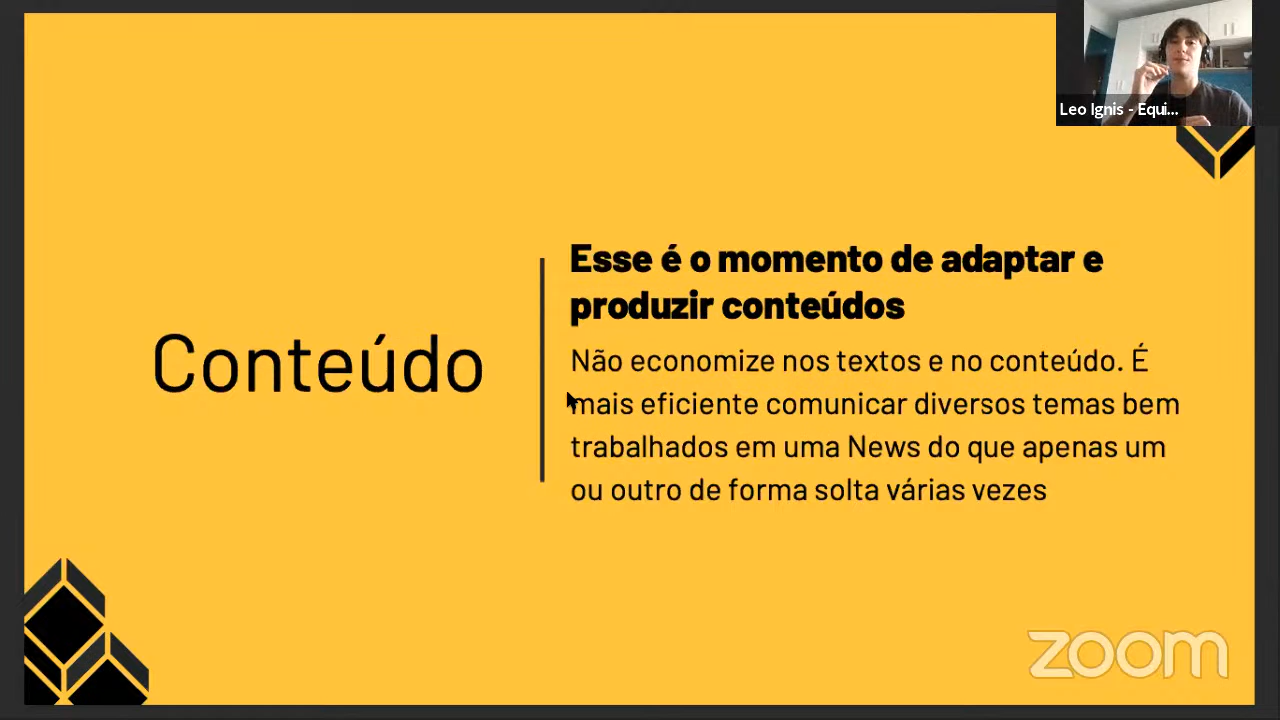 Leo Ignis - Equi...
Conteúdo
Esse é o momento de adaptar e
produzir conteúdos
Não economize nos textos e no conteúdo. É
mais eficiente comunicar diversos temas bem
trabalhados em uma News do que apenas um
ou outro de forma solta várias vezes
zoom